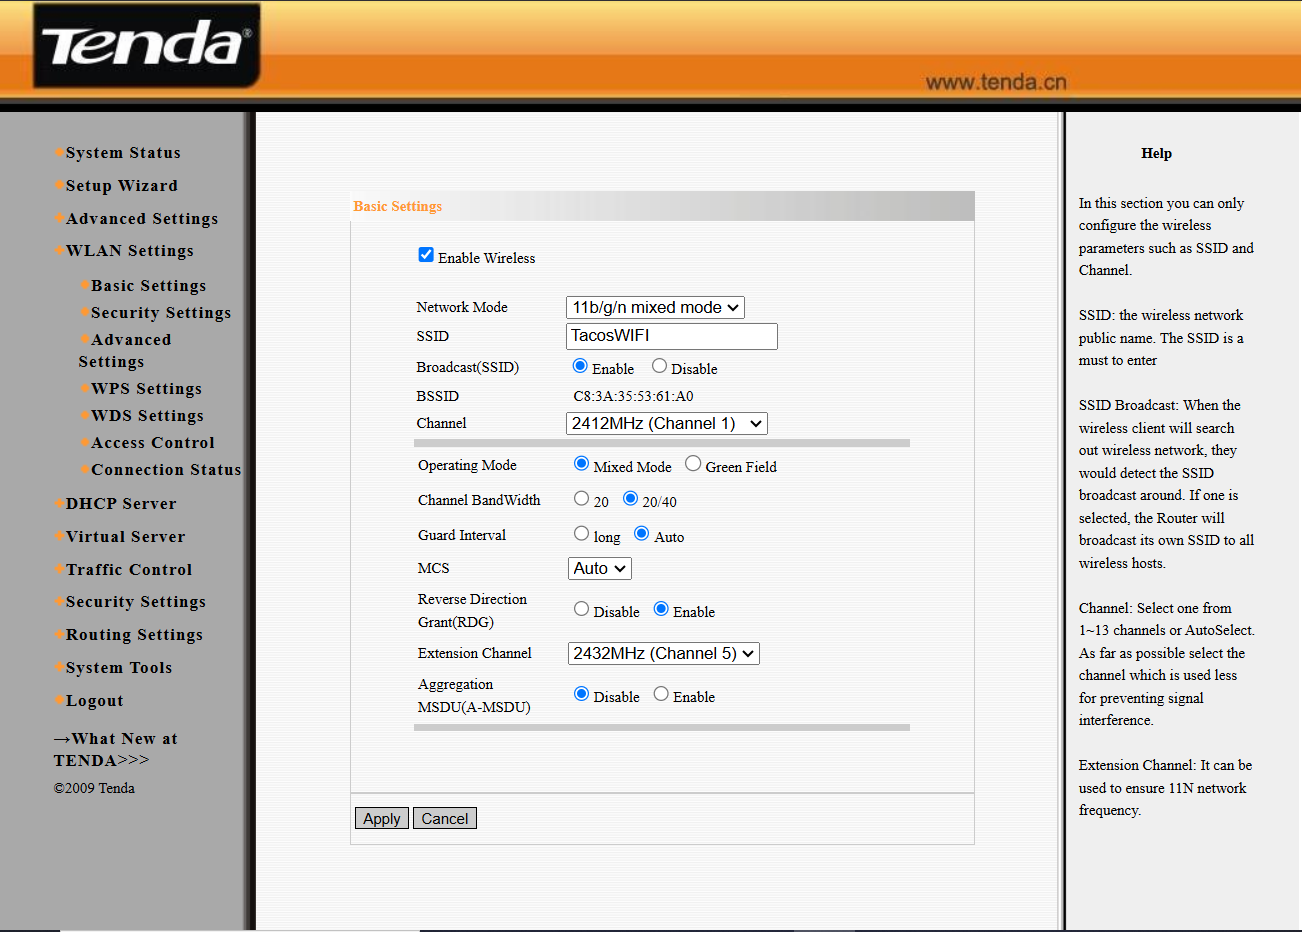 Tenda®
www.tenda.cn
System Status
Setup Wizard
Advanced Settings
WLAN Settings
Basic Settings
Security Settings
Advanced
Settings
WPS Settings
WDS Settings
Access Control
Connection Status
DHCP Server
Virtual Server
Traffic Control
Security Settings
Routing Settings
System Tools
Logout
→What New at
TENDA>>>
©2009 Tenda
Basic Settings
Enable Wireless
Network Mode 11b/g/n mixed mode
SSID TacosWIFI
Broadcast(SSID) Enable Disable
BSSID C8:3A:35:53:61:A0
Channel 2412MHz (Channel 1)
Operating Mode Mixed Mode Green Field
Channel BandWidth 20 20/40
Guard Interval long Auto
MCS Auto
Reverse Direction
Grant(RDG) Disable Enable
Extension Channel 2432MHz (Channel 5)
Aggregation
MSDU(A-MSDU) Disable Enable
Apply Cancel
Help
In this section you can only
configure the wireless
parameters such as SSID and
Channel.
SSID: the wireless network
public name. The SSID is a
must to enter
SSID Broadcast: When the
wireless client will search
out wireless network, they
would detect the SSID
broadcast around. If one is
selected, the Router will
broadcast its own SSID to all
wireless hosts.
Channel: Select one from
1~13 channels or AutoSelect.
As far as possible select the
channel which is used less
for preventing signal
interference.
Extension Channel: It can be
used to ensure 11N network
frequency.